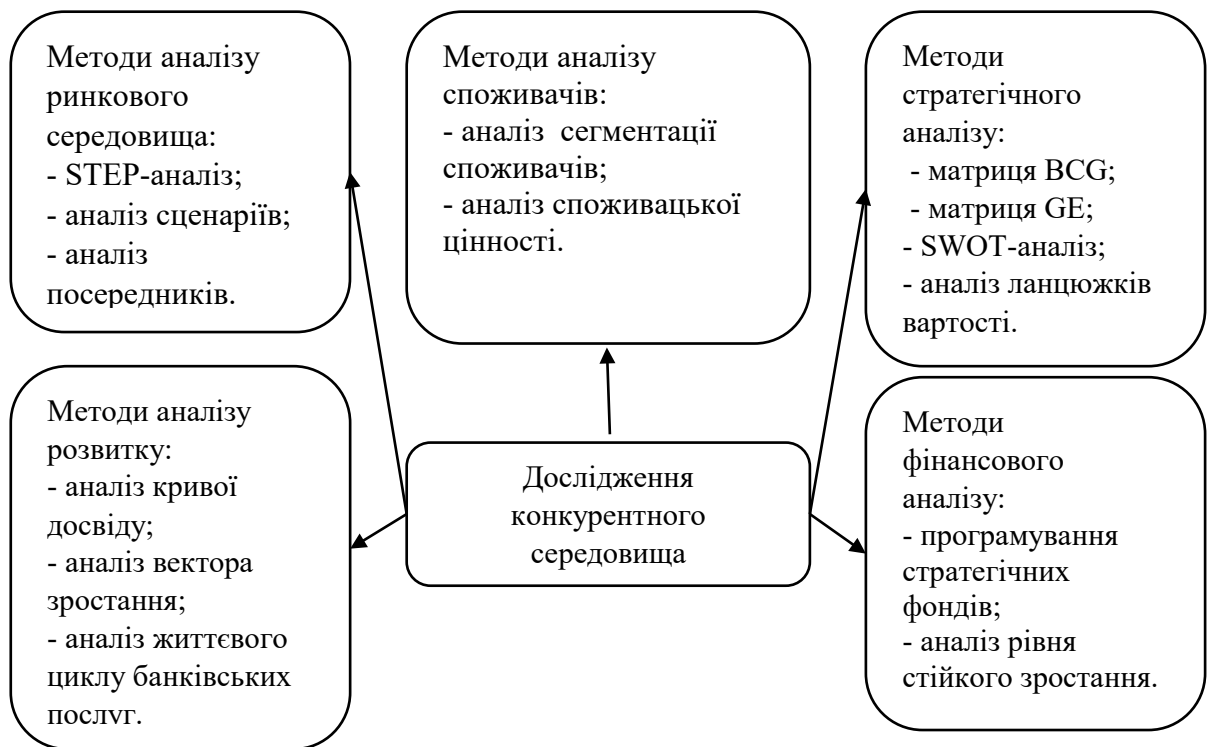 Методи аналізу
ринкового
середовища:
- STEP-аналіз;
- аналіз сценаріїв;
- аналіз
посередників.
Методи аналізу
споживачів:
- аналіз сегментації
споживачів;
- аналіз споживацької
цінності.
Методи
стратегічного
аналізу:
- матриця BCG;
- матриця GE;
- SWOT-аналіз;
- аналіз ланцюжків
вартості.
Методи аналізу
розвитку:
- аналіз кривої
досвіду;
- аналіз вектора
зростання;
- аналіз життєвого
циклу банківських
послуг.
Дослідження
конкурентного
середовища
Методи
фінансового
аналізу:
- програмування
стратегічних
фондів;
- аналіз рівня
стійкого зростання.